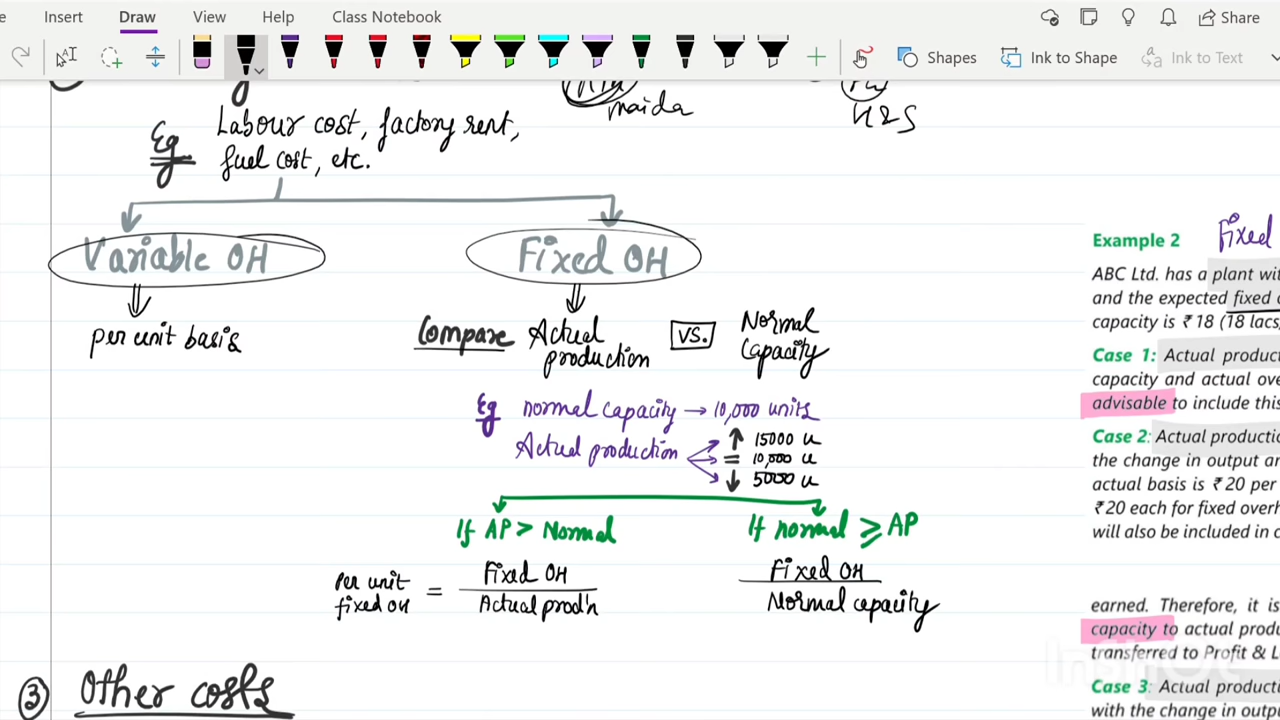 Insert Draw View Help Class Notebook Share
Shapes Ink to Shape Ink to Text
maida
H2S
Eg Labour cost, factory rent,
fuel cost, etc.
Variable OH
per unit basis
Fixed OH
Compare Actual production VS. Normal Capacity
Eg normal capacity → 10,000 units
Actual production
↑ 15000 u
= 10,000 u
↓ 5000 u
If AP > Normal
If normal ≥ AP
Per unit fixed OH = Fixed OH
Actual prod'n
Fixed OH
Normal capacity
③ Other costs
Example 2 Fixed
ABC Ltd. has a plant wi
and the expected fixed
capacity is ₹ 18 (18 lacs,
Case 1: Actual product
capacity and actual ove
advisable to include this
Case 2: Actual producti
the change in output ar
actual basis is ₹ 20 per
₹ 20 each for fixed overh
will also be included in c
earned. Therefore, it is
capacity to actual produ
transferred to Profit & L
Case 3: Actual producti
with the change in outpu